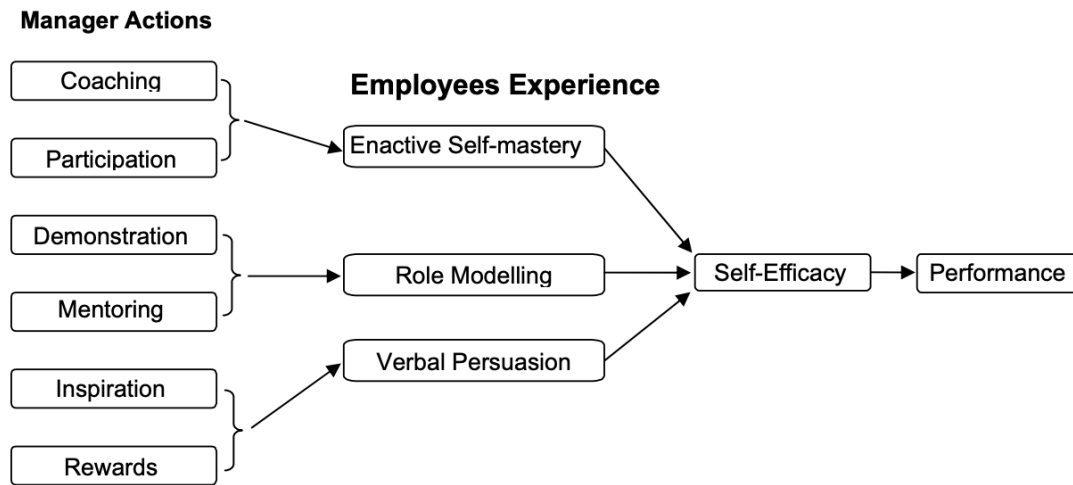 Manager Actions
Coaching
Participation
Demonstration
Mentoring
Inspiration
Rewards
Employees Experience
Enactive Self-mastery
Role Modelling
Verbal Persuasion
Self-Efficacy
Performance